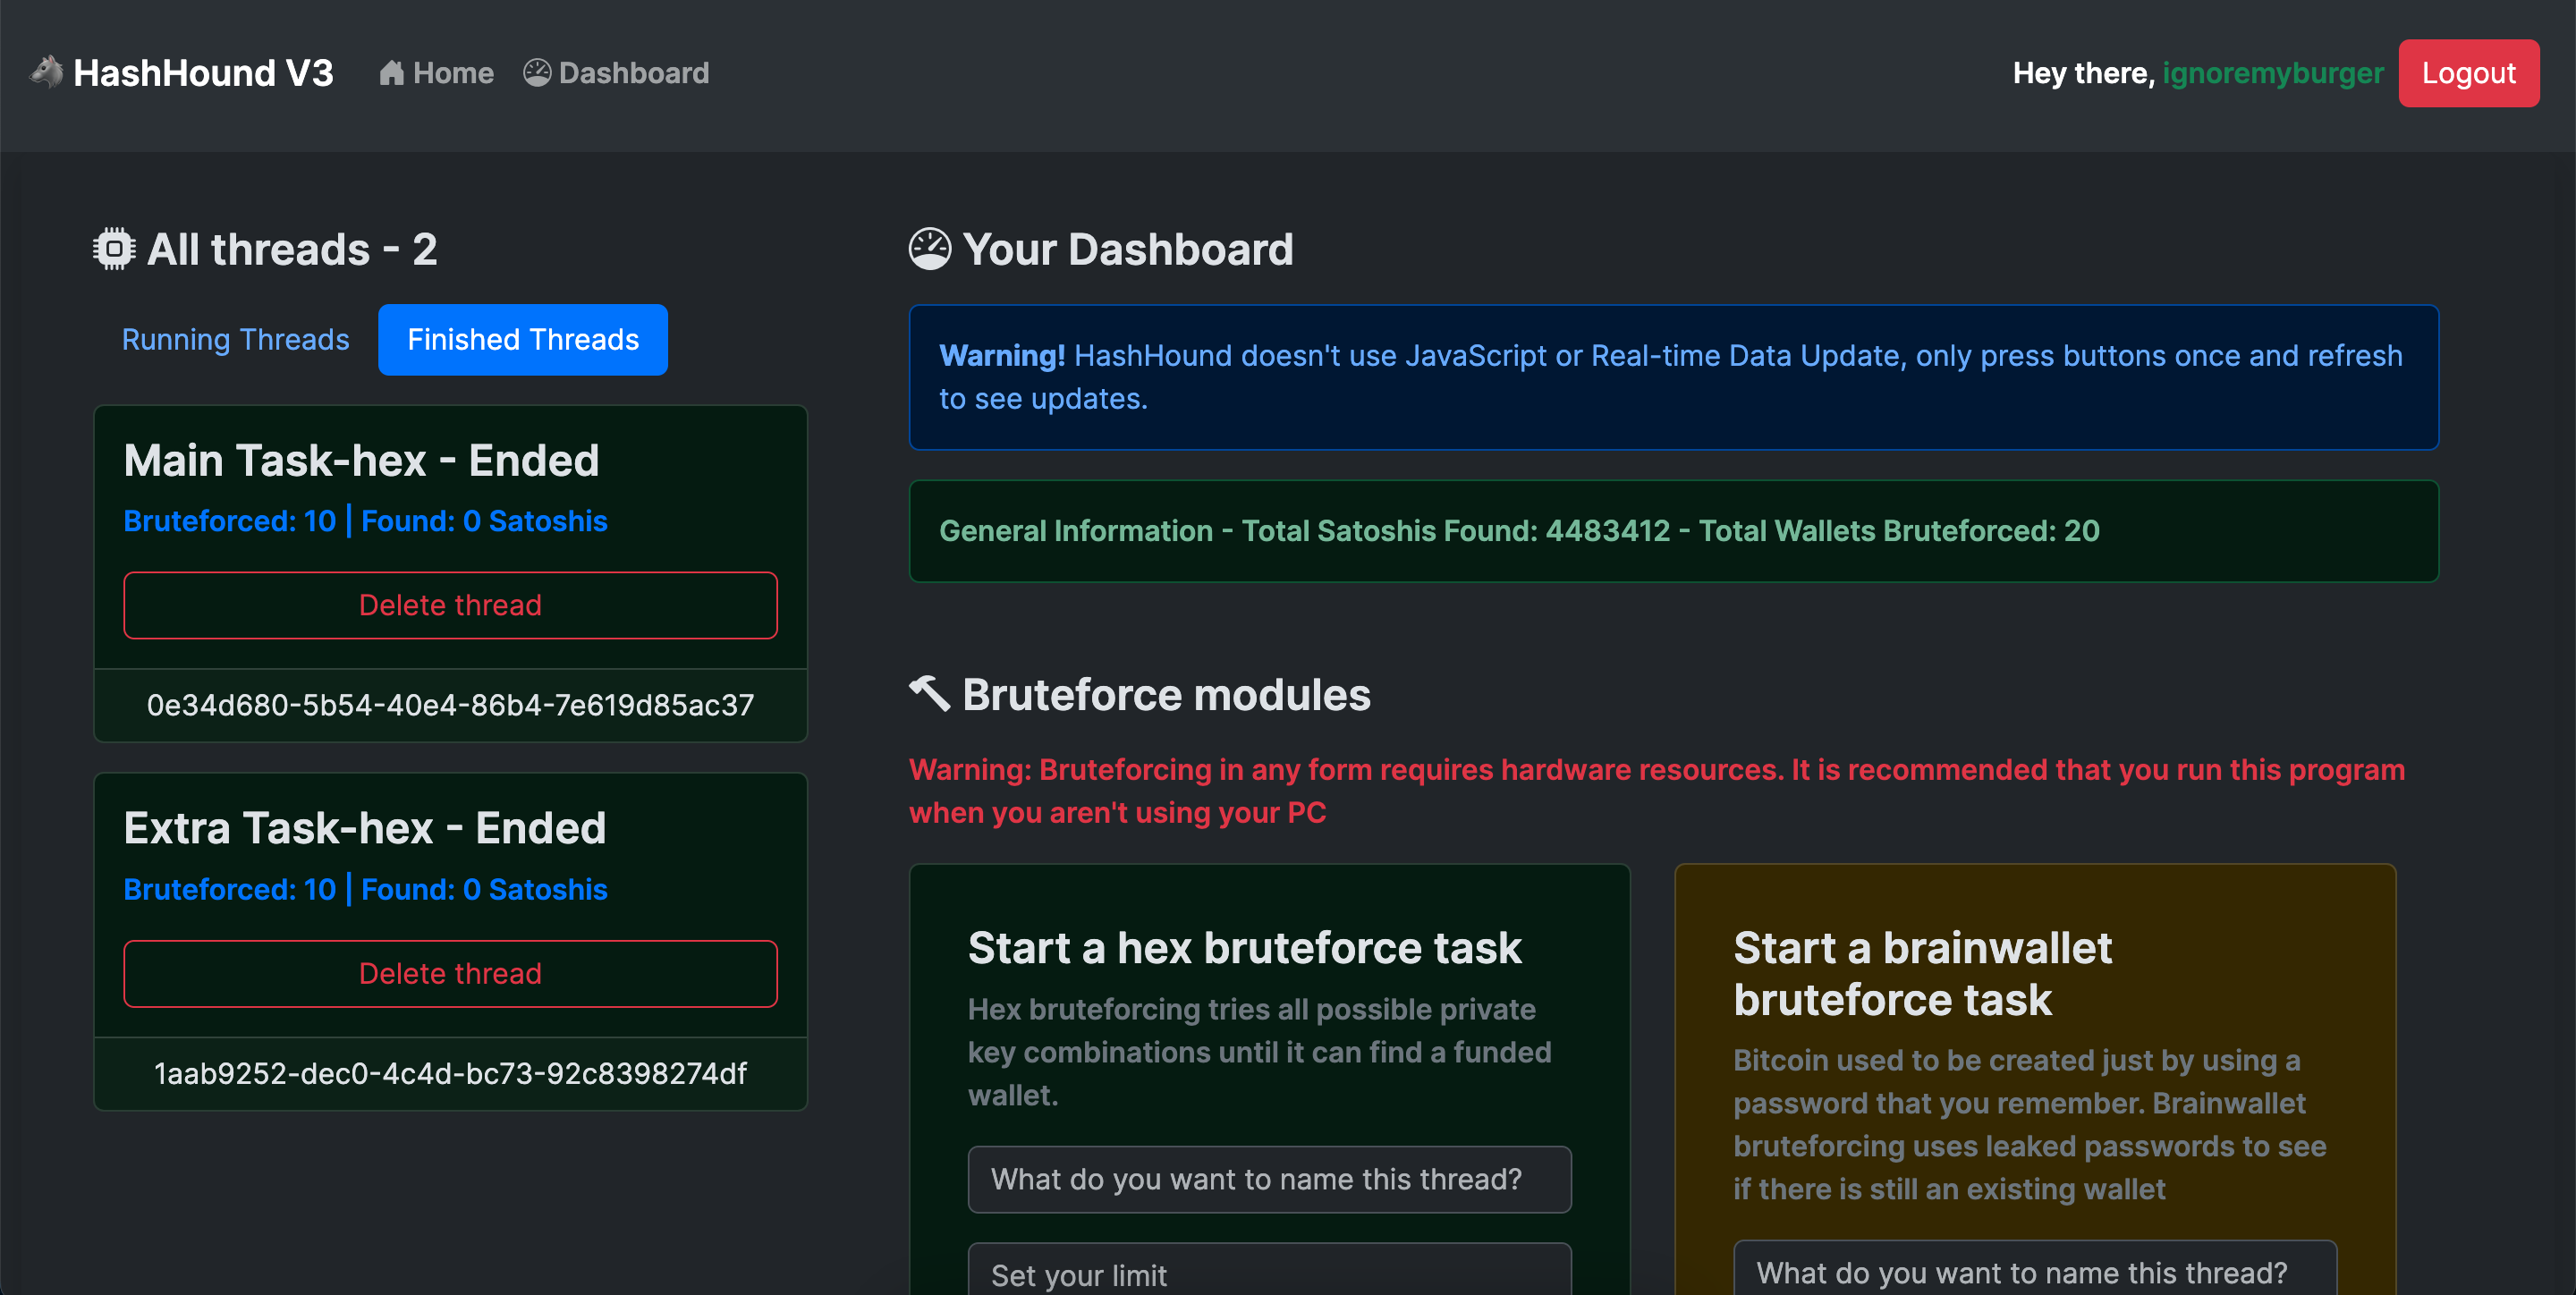 HashHound V3
Home
Dashboard
Hey there, ignoremyburger
Logout
All threads - 2
Running Threads
Finished Threads
Main Task-hex - Ended
Bruteforced: 10 | Found: 0 Satoshis
Delete thread
0e34d680-5b54-40e4-86b4-7e619d85ac37
Extra Task-hex - Ended
Bruteforced: 10 | Found: 0 Satoshis
Delete thread
1aab9252-dec0-4c4d-bc73-92c8398274df
Your Dashboard
Warning! HashHound doesn't use JavaScript or Real-time Data Update, only press buttons once and refresh
to see updates.
General Information - Total Satoshis Found: 4483412 - Total Wallets Bruteforced: 20
Bruteforce modules
Warning: Bruteforcing in any form requires hardware resources. It is recommended that you run this program
when you aren't using your PC
Start a hex bruteforce task
Hex bruteforcing tries all possible private
key combinations until it can find a funded
wallet.
What do you want to name this thread?
Set your limit
Start a brainwallet
bruteforce task
Bitcoin used to be created just by using a
password that you remember. Brainwallet
bruteforcing uses leaked passwords to see
if there is still an existing wallet
What do you want to name this thread?